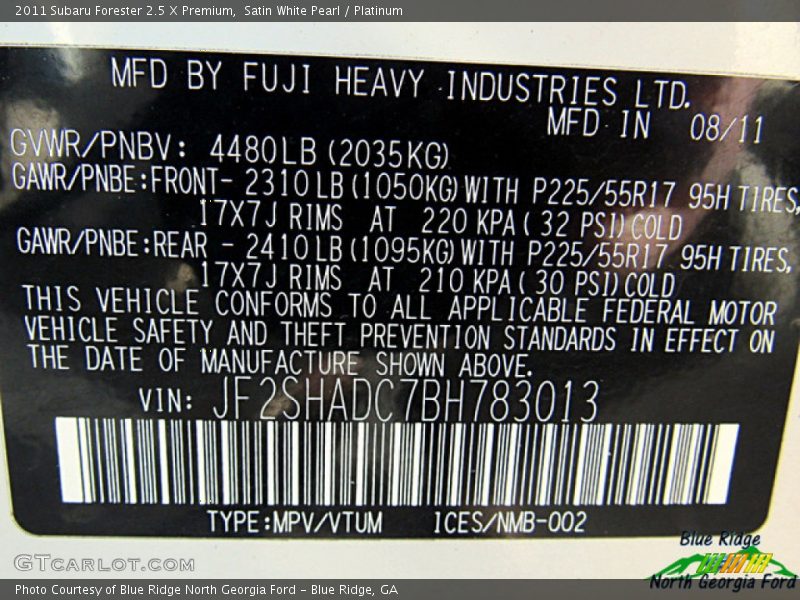 2011 Subaru Forester 2.5 X Premium,  Satin White Pearl / Platinum
MFD BY FUJI HEAVY INDUSTRIES LTD.
MFD IN 08/11
GVWR/PNBV: 4480LB (2035KG)
GAWR/PNBE:FRONT- 2310LB(1050KG)WITH P225/55R17 95H TIRES,
17X7J RIMS AT 220 KPA( 32 PSI)COLD
GAWR/PNBE:REAR - 2410LB(1095KG)WITH P225/55R17 95H TIRES,
17X7J RIMS AT 210 KPA( 30 PSI)COLD
THIS VEHICLE CONFORMS TO ALL APPLICABLE FEDERAL MOTOR
VEHICLE SAFETY AND THEFT PREVENTION STANDARDS IN EFFECT ON
THE DATE OF MANUFACTURE SHOWN ABOVE.
VIN: JF2SHADC7BH783013
TYPE:MPV/VTUM ICES/NMB-002
Blue Ridge
North Georgia Ford
GTCARLOT.COM
Photo Courtesy of Blue Ridge North Georgia Ford – Blue Ridge, GA